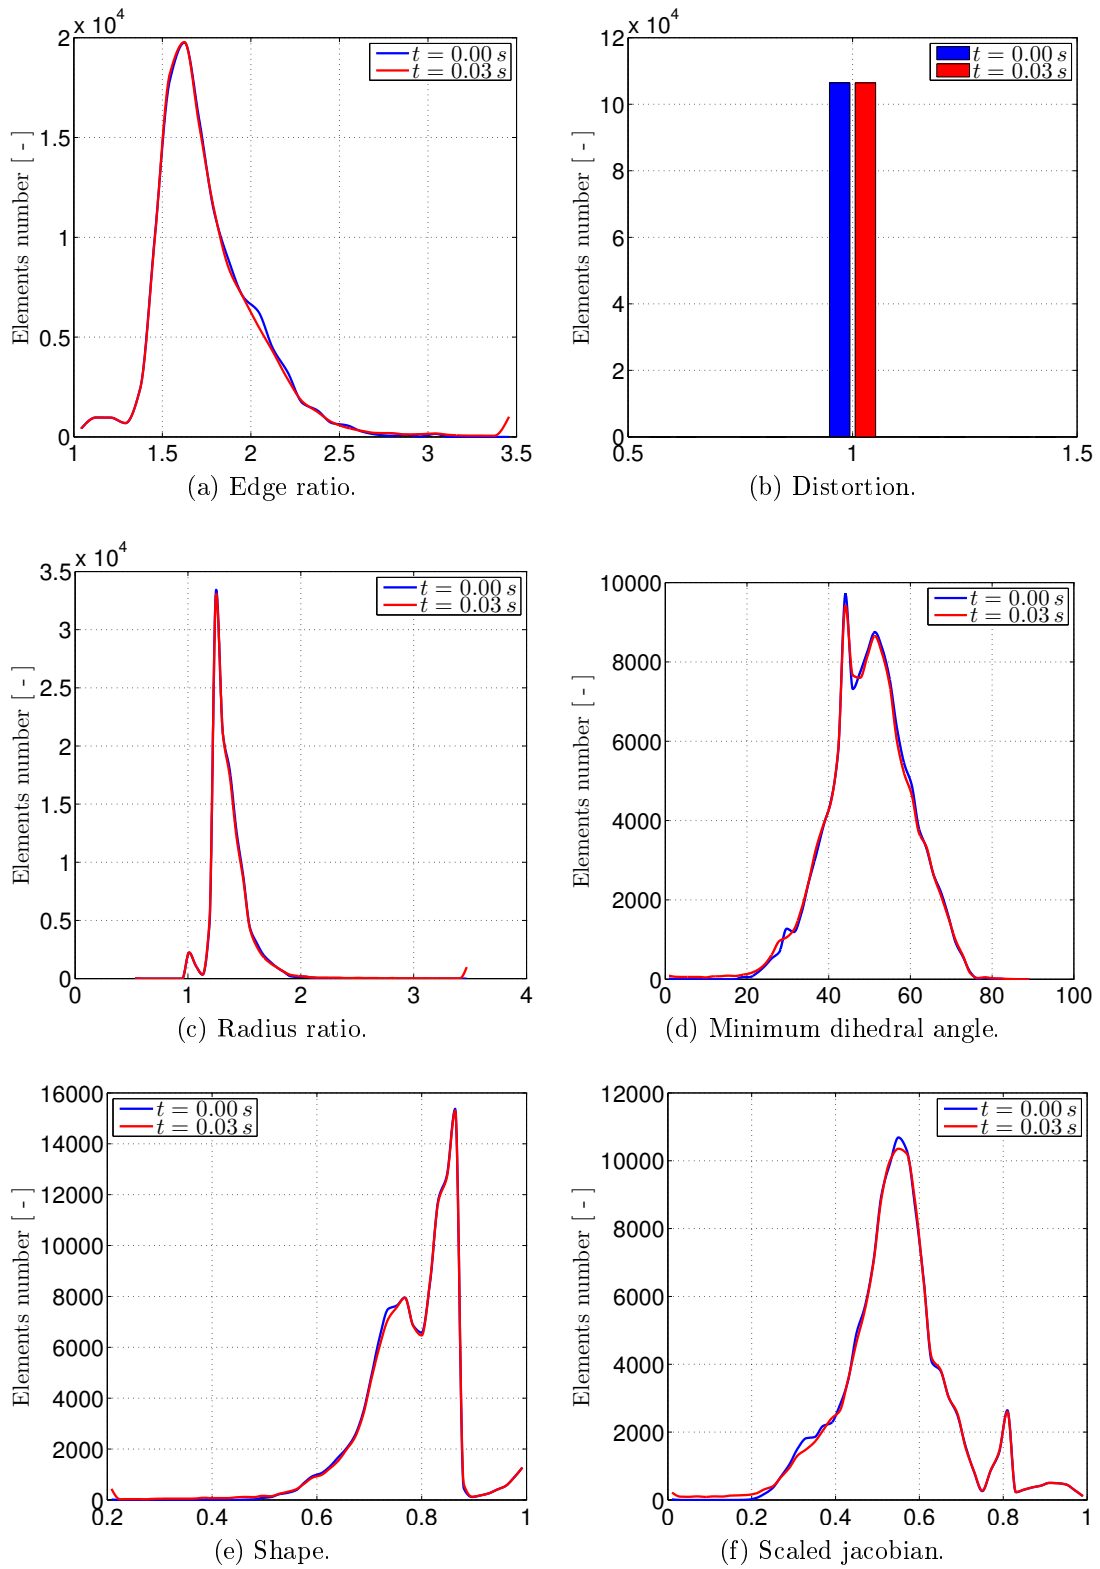 x 10^4
2
1.5
1
0.5
0
1
1.5
2
2.5
3
3.5
Elements number [ - ]
t = 0.00 s
t = 0.03 s
(a) Edge ratio.
x 10^4
12
10
8
6
4
2
0
0.5
1
1.5
Elements number [ - ]
t = 0.00 s
t = 0.03 s
(b) Distortion.
x 10^4
3.5
3
2.5
2
1.5
1
0.5
0
0
1
2
3
4
Elements number [ - ]
t = 0.00 s
t = 0.03 s
(c) Radius ratio.
10000
8000
6000
4000
2000
0
0
20
40
60
80
100
Elements number [ - ]
t = 0.00 s
t = 0.03 s
(d) Minimum dihedral angle.
16000
14000
12000
10000
8000
6000
4000
2000
0
0.2
0.4
0.6
0.8
1
Elements number [ - ]
t = 0.00 s
t = 0.03 s
(e) Shape.
12000
10000
8000
6000
4000
2000
0
0
0.2
0.4
0.6
0.8
1
Elements number [ - ]
t = 0.00 s
t = 0.03 s
(f) Scaled jacobian.